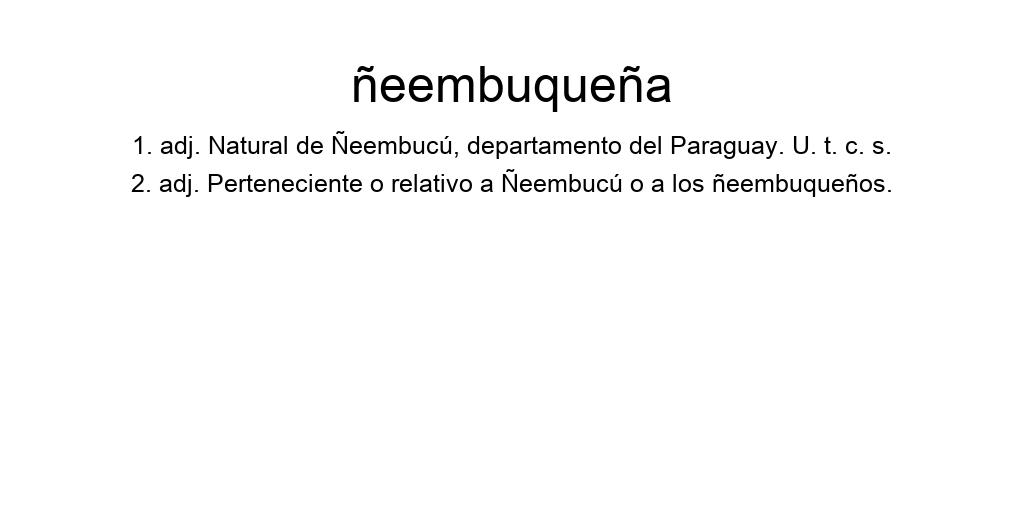 ñeembuqueña
1. adj. Natural de Ñeembucú, departamento del Paraguay. U. t. c. s.
2. adj. Perteneciente o relativo a Ñeembucú o a los ñeembuqueños.